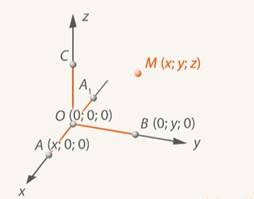 z
C
A₁
M (x; y; z)
O (0; 0; 0)
B (0; y; 0)
A (x; 0; 0)
y
x